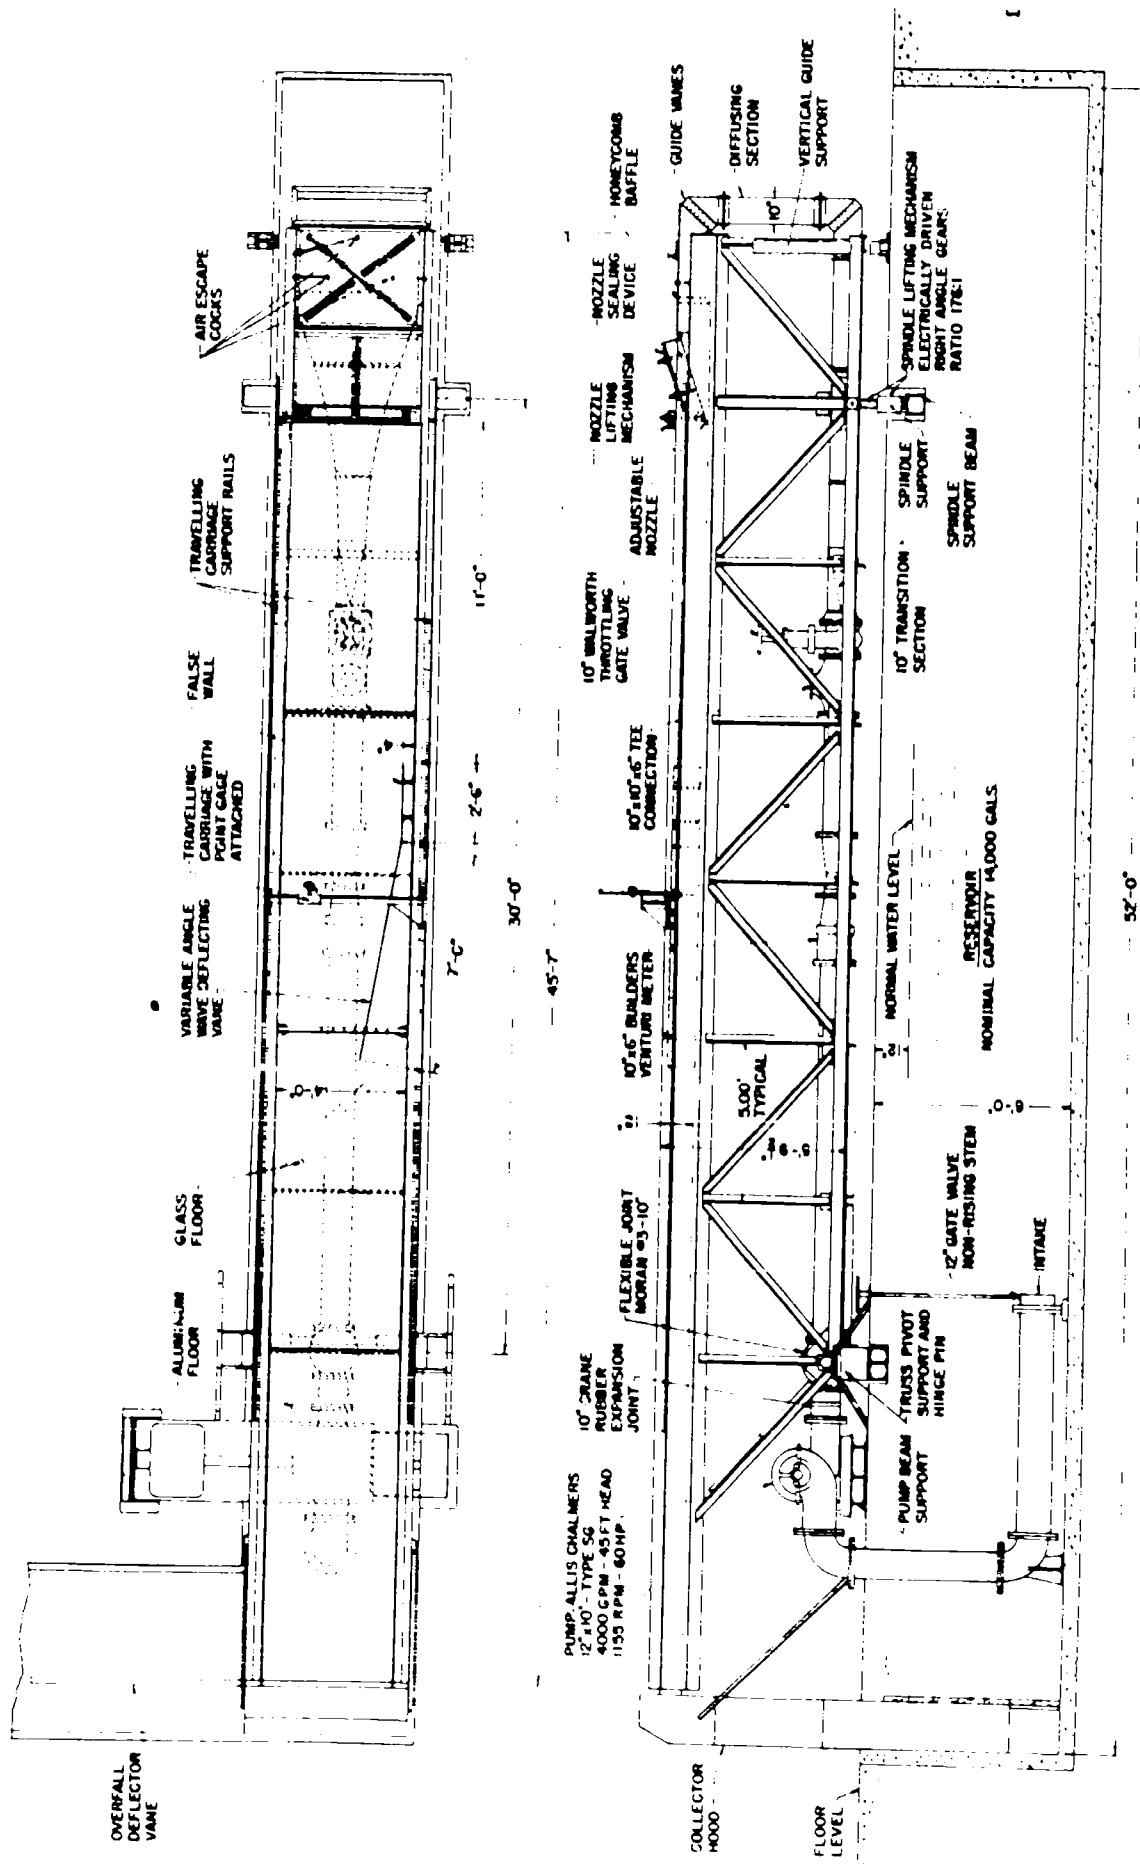 OVERFALL
DEFLECTOR
VANE
ALUMINUM
FLOOR
GLASS
FLOOR
VARIABLE ANGLE
WAVE DEFLECTING
VANE
TRAVELLING
CARRIAGE WITH
POINT GAGE
ATTACHED
FALSE
WALL
TRAVELLING
CARRIAGE
SUPPORT RAILS
AIR ESCAPE
COCKS
2'-6"
11'-0"
30'-0"
45'-7"
PUMP, ALLIS CHALMERS
12"x10" - TYPE SG
4000 GPM - 45 FT HEAD
1155 RPM - 60 HP.
10" CRANE
RUBBER
EXPANSION
JOINT
FLEXIBLE JOINT
MORAN
10"x6" BUILDERS
VENTURI METER
10"x10"x6" TEE
CONNECTION
10" WALWORTH
THROTTLING
GATE VALVE
ADJUSTABLE
NOZZLE
NOZZLE
LIFTING
MECHANISM
NOZZLE
SEALING
DEVICE
HONEYCOMB
BAFFLE
GUIDE VANES
DIFFUSING
SECTION
10"
VERTICAL GUIDE
SUPPORT
5.00'
TYPICAL
COLLECTOR
HOOD
FLOOR
LEVEL
PUMP BEAM
SUPPORT
TRUSS PIVOT
SUPPORT AND
HINGE PIN
12" GATE VALVE
NON-RISING STEM
INTAKE
NORMAL WATER LEVEL
RESERVOIR
NOMINAL CAPACITY 14,000 GALS.
10" TRANSITION
SECTION
SPINDLE
SUPPORT
SPINDLE
SUPPORT BEAM
SPINDLE LIFTING MECHANISM
ELECTRICALLY DRIVEN
RIGHT ANGLE GEARS
RATIO 176:1
52'-0"